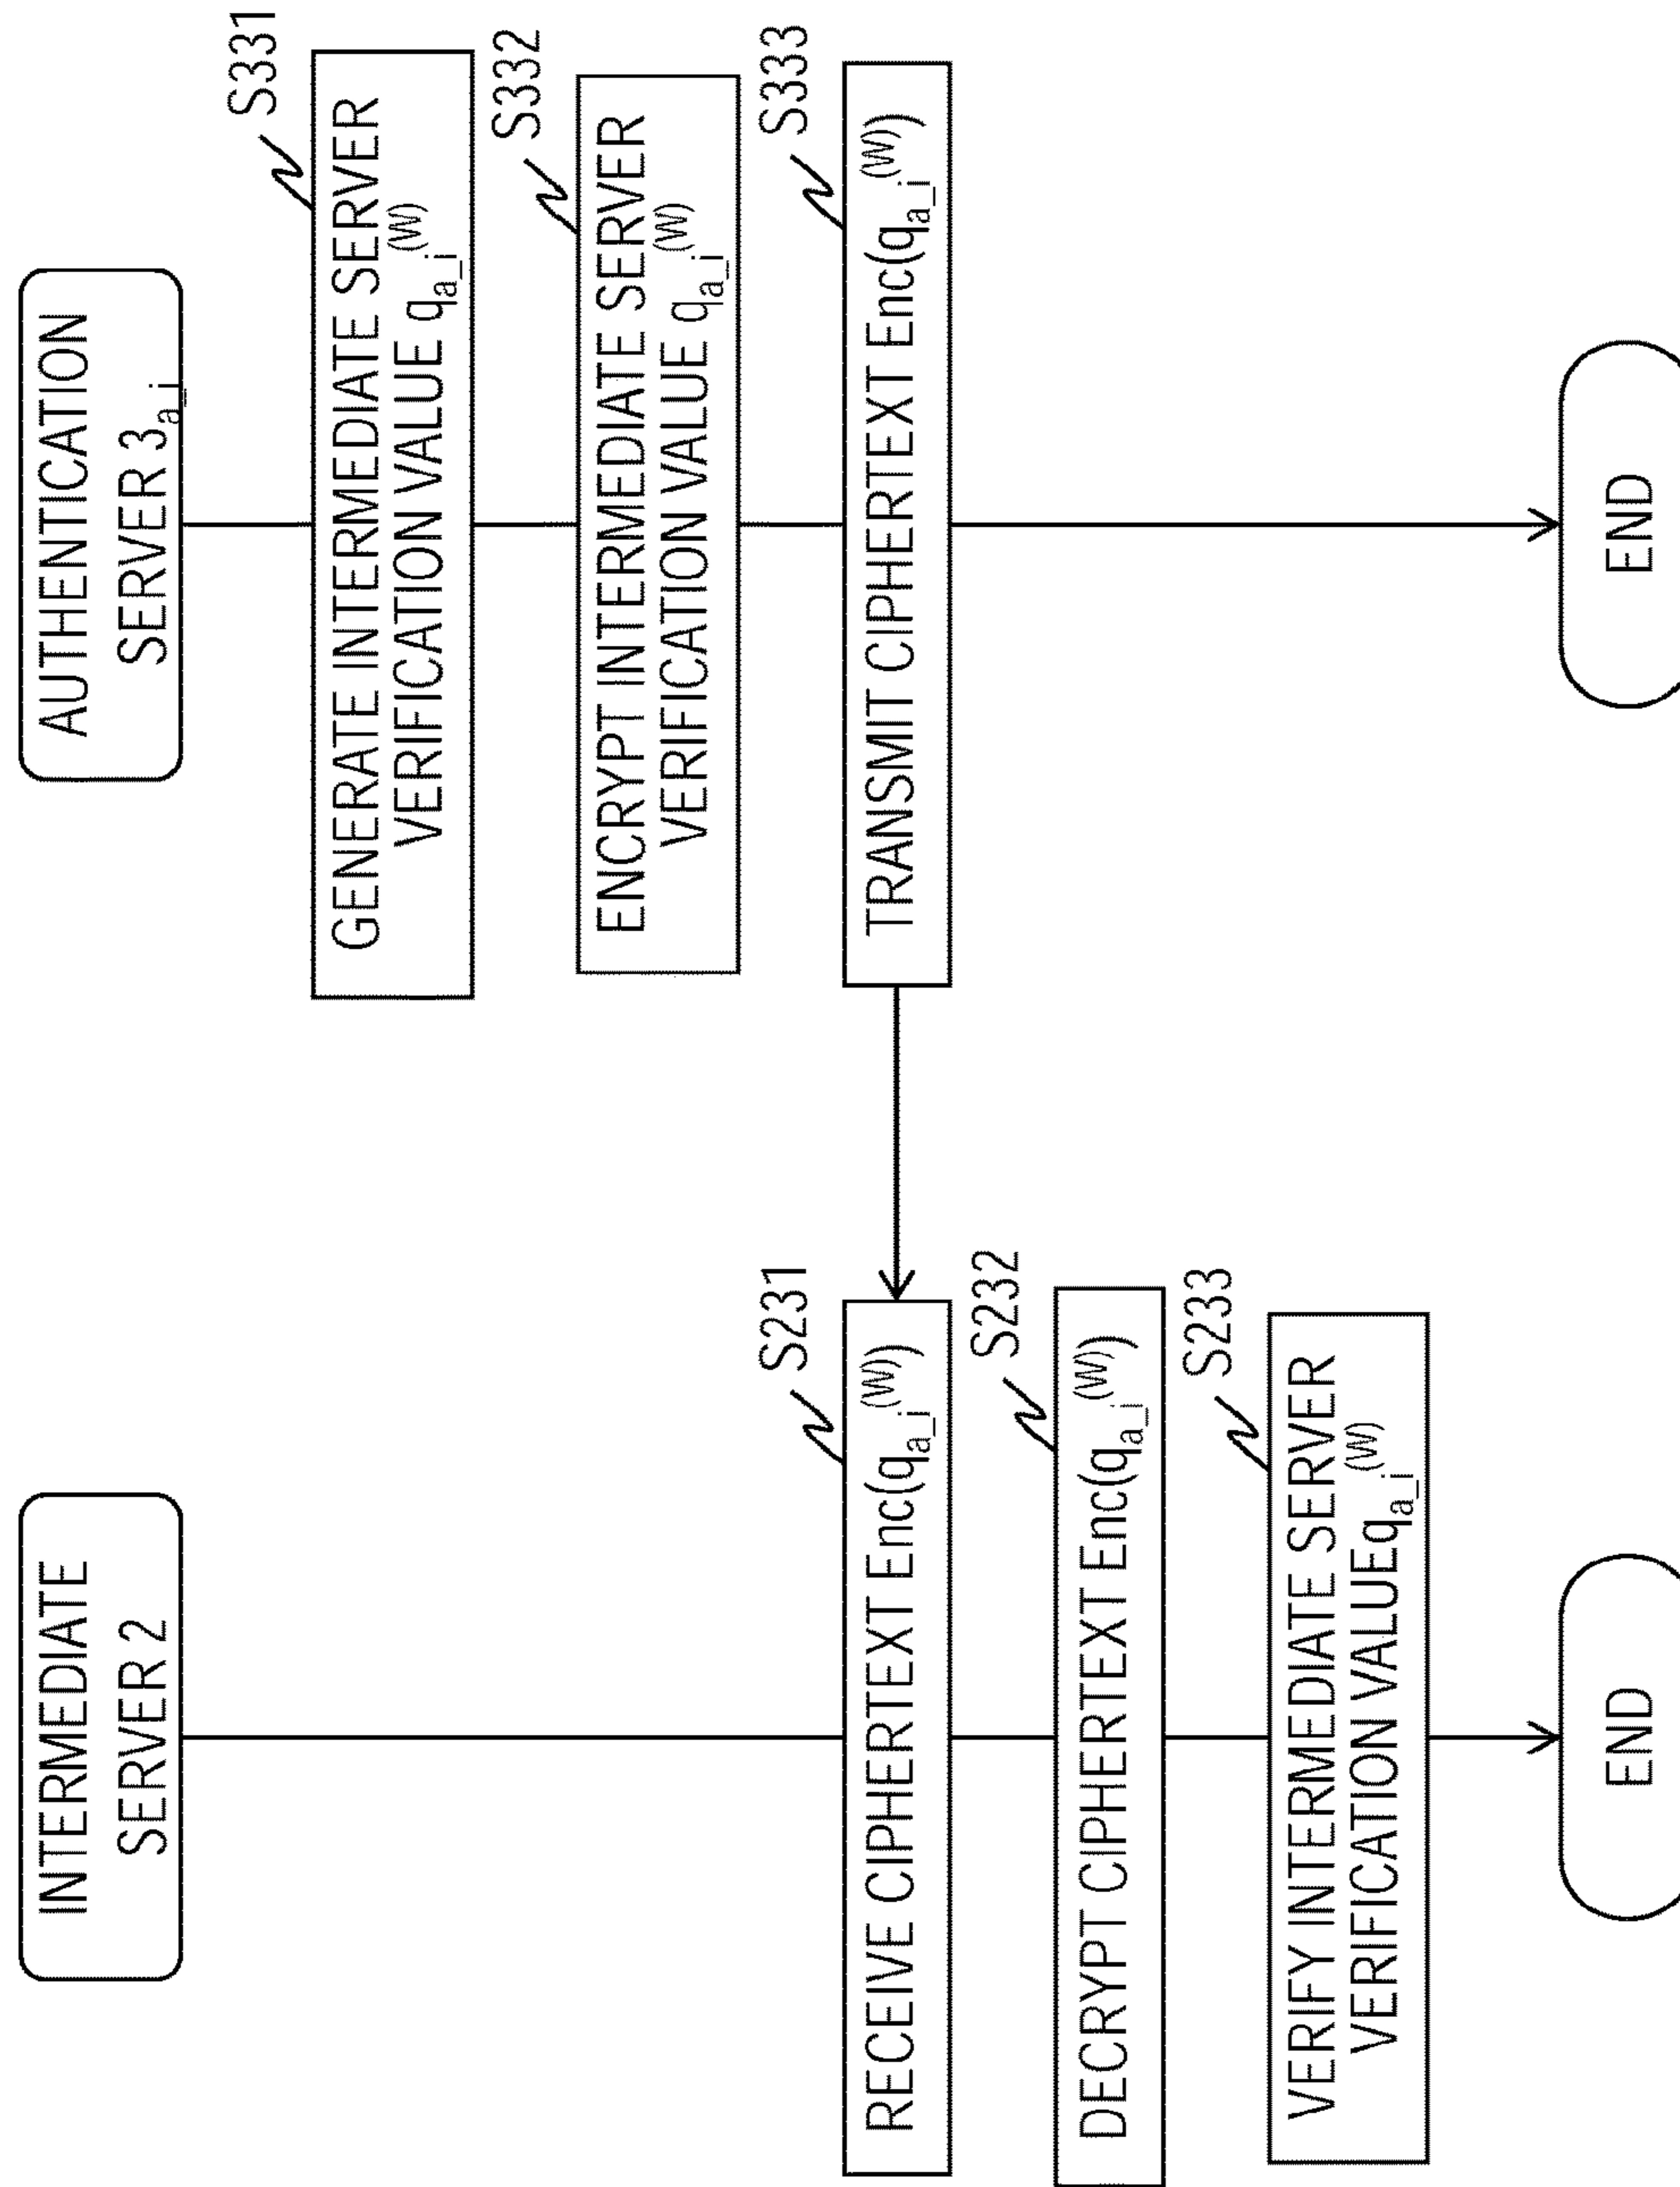 INTERMEDIATE
SERVER 2
AUTHENTICATION
SERVER 3a_i
S331
GENERATE INTERMEDIATE SERVER
VERIFICATION VALUE qa_i(W)
S332
ENCRYPT INTERMEDIATE SERVER
VERIFICATION VALUE qa_i(W)
S333
TRANSMIT CIPHERTEXT Enc(qa_i(W))
S231
RECEIVE CIPHERTEXT Enc(qa_i(W))
S232
DECRYPT CIPHERTEXT Enc(qa_i(W))
S233
VERIFY INTERMEDIATE SERVER
VERIFICATION VALUEqa_i(W)
END
END